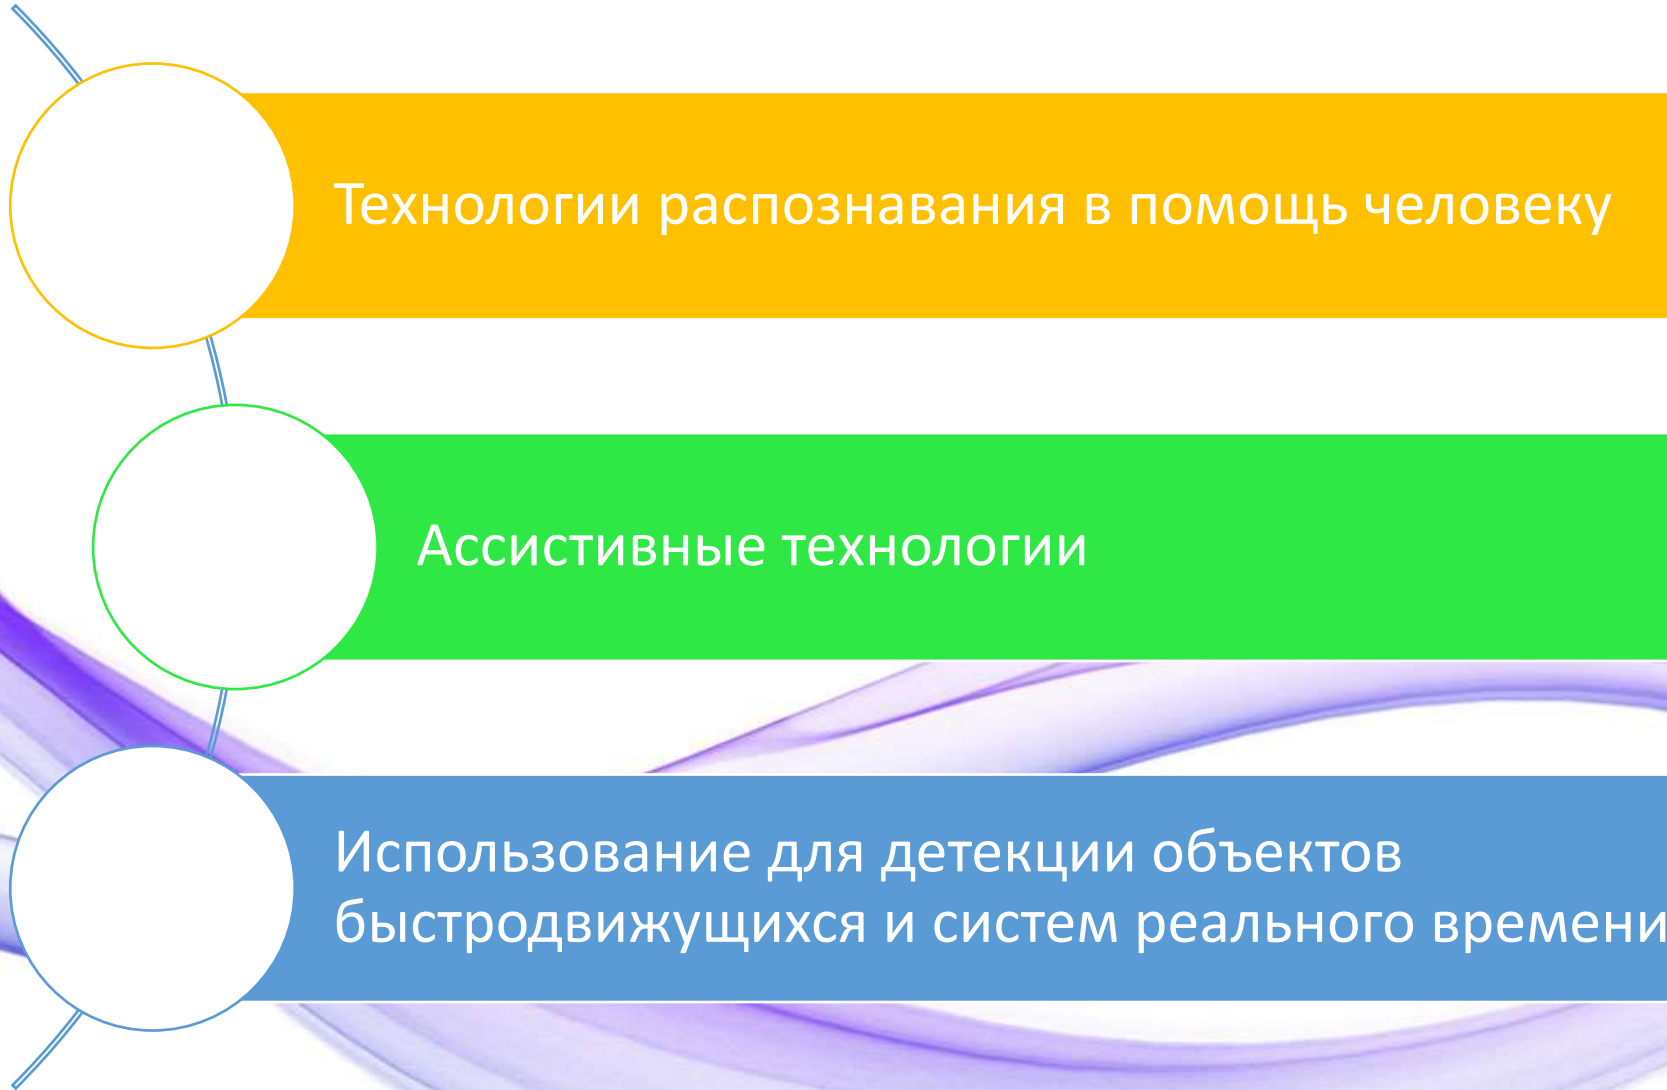 Технологии распознавания в помощь человеку
Ассистивные технологии
Использование для детекции объектов
быстродвижущихся и систем реального времени